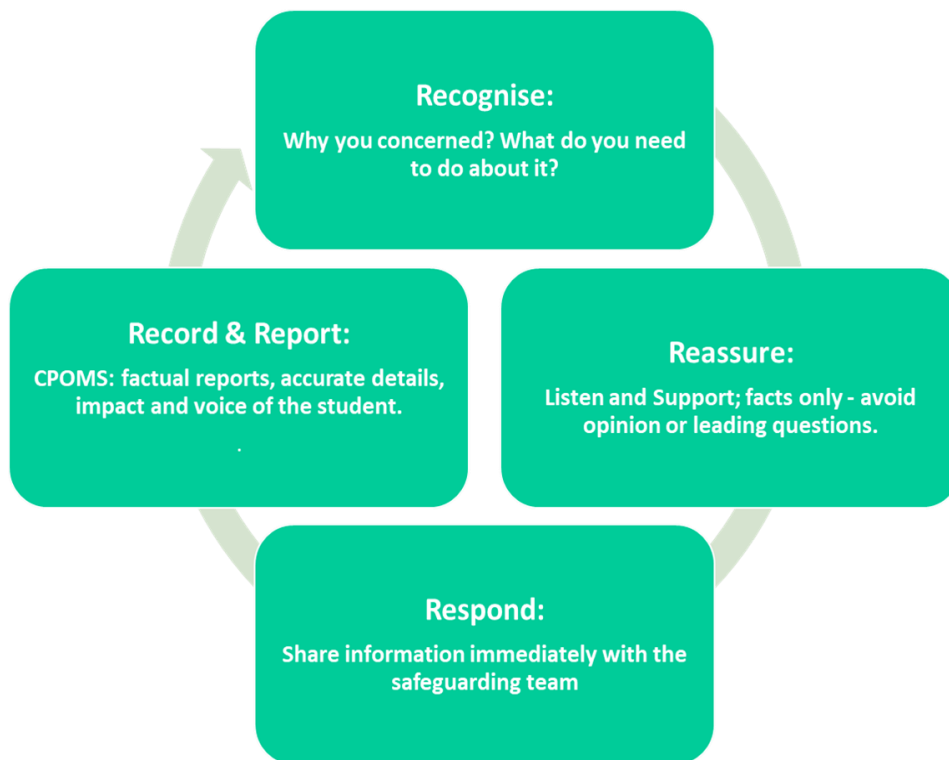 Recognise:
Why you concerned? What do you need
to do about it?
Reassure:
Listen and Support; facts only - avoid
opinion or leading questions.
Respond:
Share information immediately with the
safeguarding team
Record & Report:
CPOMS: factual reports, accurate details,
impact and voice of the student.
.